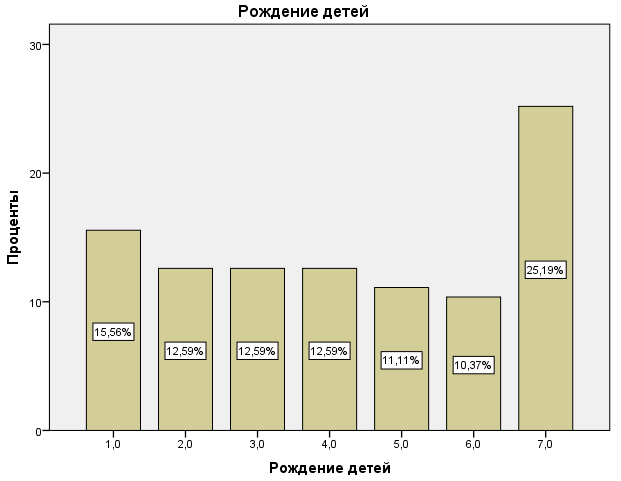 Рождение детей
Проценты
30
20
10
0
15,56%
12,59%
12,59%
12,59%
11,11%
10,37%
25,19%
1,0 2,0 3,0 4,0 5,0 6,0 7,0
Рождение детей